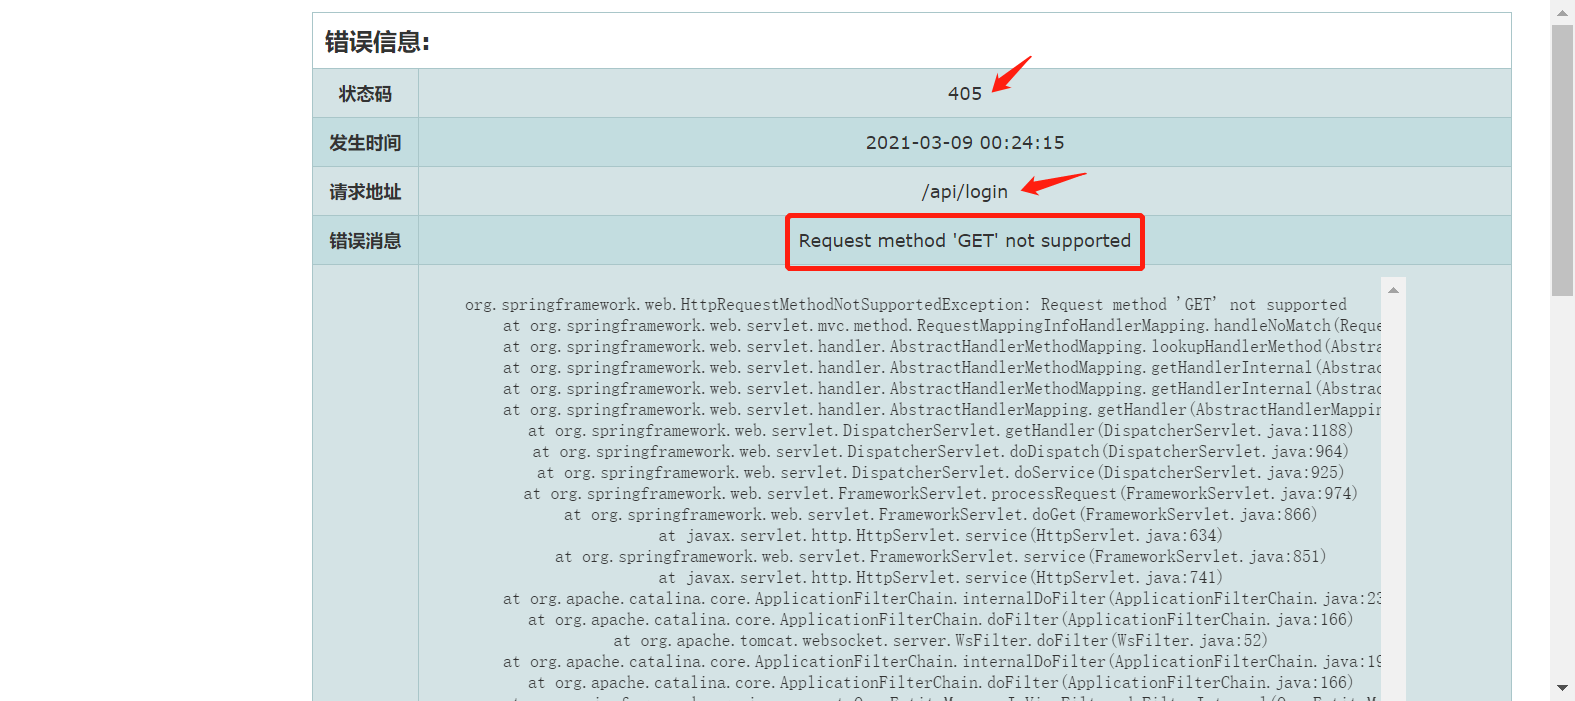 错误信息:
状态码 405
发生时间 2021-03-09 00:24:15
请求地址 /api/login
错误消息 Request method 'GET' not supported
org.springframework.web.HttpRequestMethodNotSupportedException: Request method 'GET' not supported
at org.springframework.web.servlet.mvc.method.RequestMappingInfoHandlerMapping.handleNoMatch(Reque
at org.springframework.web.servlet.handler.AbstractHandlerMethodMapping.lookupHandlerMethod(Abstra
at org.springframework.web.servlet.handler.AbstractHandlerMethodMapping.getHandlerInternal(Abstrac
at org.springframework.web.servlet.handler.AbstractHandlerMethodMapping.getHandlerInternal(Abstrac
at org.springframework.web.servlet.handler.AbstractHandlerMapping.getHandler(AbstractHandlerMappin
at org.springframework.web.servlet.DispatcherServlet.getHandler(DispatcherServlet.java:1188)
at org.springframework.web.servlet.DispatcherServlet.doDispatch(DispatcherServlet.java:964)
at org.springframework.web.servlet.DispatcherServlet.doService(DispatcherServlet.java:925)
at org.springframework.web.servlet.FrameworkServlet.processRequest(FrameworkServlet.java:974)
at org.springframework.web.servlet.FrameworkServlet.doGet(FrameworkServlet.java:866)
at javax.servlet.http.HttpServlet.service(HttpServlet.java:634)
at org.springframework.web.servlet.FrameworkServlet.service(FrameworkServlet.java:851)
at javax.servlet.http.HttpServlet.service(HttpServlet.java:741)
at org.apache.catalina.core.ApplicationFilterChain.internalDoFilter(ApplicationFilterChain.java:23
at org.apache.catalina.core.ApplicationFilterChain.doFilter(ApplicationFilterChain.java:166)
at org.apache.tomcat.websocket.server.WsFilter.doFilter(WsFilter.java:52)
at org.apache.catalina.core.ApplicationFilterChain.internalDoFilter(ApplicationFilterChain.java:19
at org.apache.catalina.core.ApplicationFilterChain.doFilter(ApplicationFilterChain.java:166)